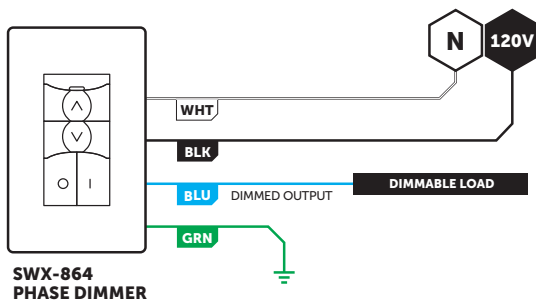 N
120V
WHT
BLK
BLU DIMMED OUTPUT
DIMMABLE LOAD
GRN
O I
SWX-864
PHASE DIMMER